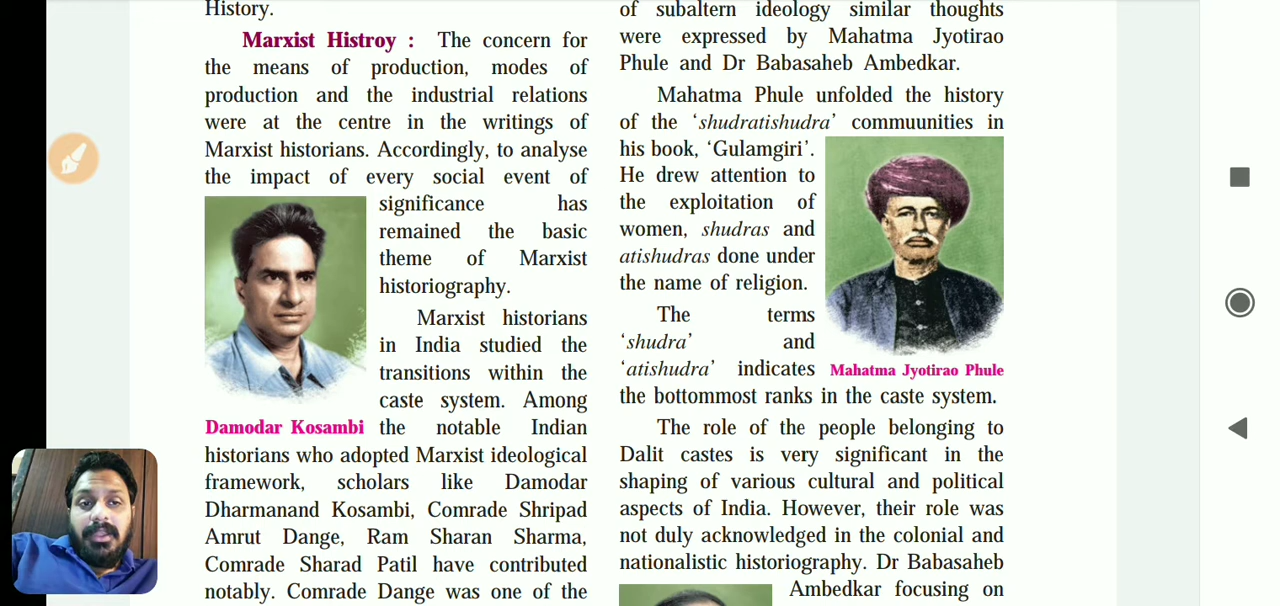 History.
Marxist Histroy : The concern for
the means of production, modes of
production and the industrial relations
were at the centre in the writings of
Marxist historians. Accordingly, to analyse
the impact of every social event of
significance has
remained the basic
theme of Marxist
historiography.
Marxist historians
in India studied the
transitions within the
caste system. Among
Damodar Kosambi
the notable Indian
historians who adopted Marxist ideological
framework, scholars like Damodar
Dharmanand Kosambi, Comrade Shripad
Amrut Dange, Ram Sharan Sharma,
Comrade Sharad Patil have contributed
notably. Comrade Dange was one of the
of subaltern ideology similar thoughts
were expressed by Mahatma Jyotirao
Phule and Dr Babasaheb Ambedkar.
Mahatma Phule unfolded the history
of the ‘shudratishudra’ commuunities in
his book, ‘Gulamgiri’.
He drew attention to
the exploitation of
women, shudras and
atishudras done under
the name of religion.
The terms
‘shudra’ and
‘atishudra’ indicates
Mahatma Jyotirao Phule
the bottommost ranks in the caste system.
The role of the people belonging to
Dalit castes is very significant in the
shaping of various cultural and political
aspects of India. However, their role was
not duly acknowledged in the colonial and
nationalistic historiography. Dr Babasaheb
Ambedkar focusing on